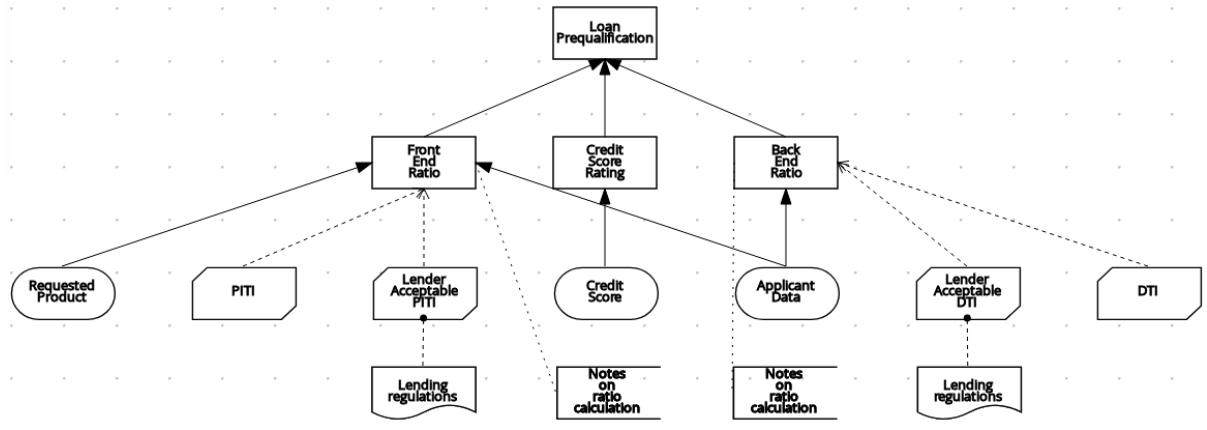 Loan
Prequalification
Front
End
Ratio
Credit
Score
Rating
Back
End
Ratio
Requested
Product
PITI
Lender
Acceptable
PITI
Credit
Score
Applicant
Data
Lender
Acceptable
DTI
DTI
Lending
regulations
Notes
on
ratio
calculation
Notes
on
ratio
calculation
Lending
regulations